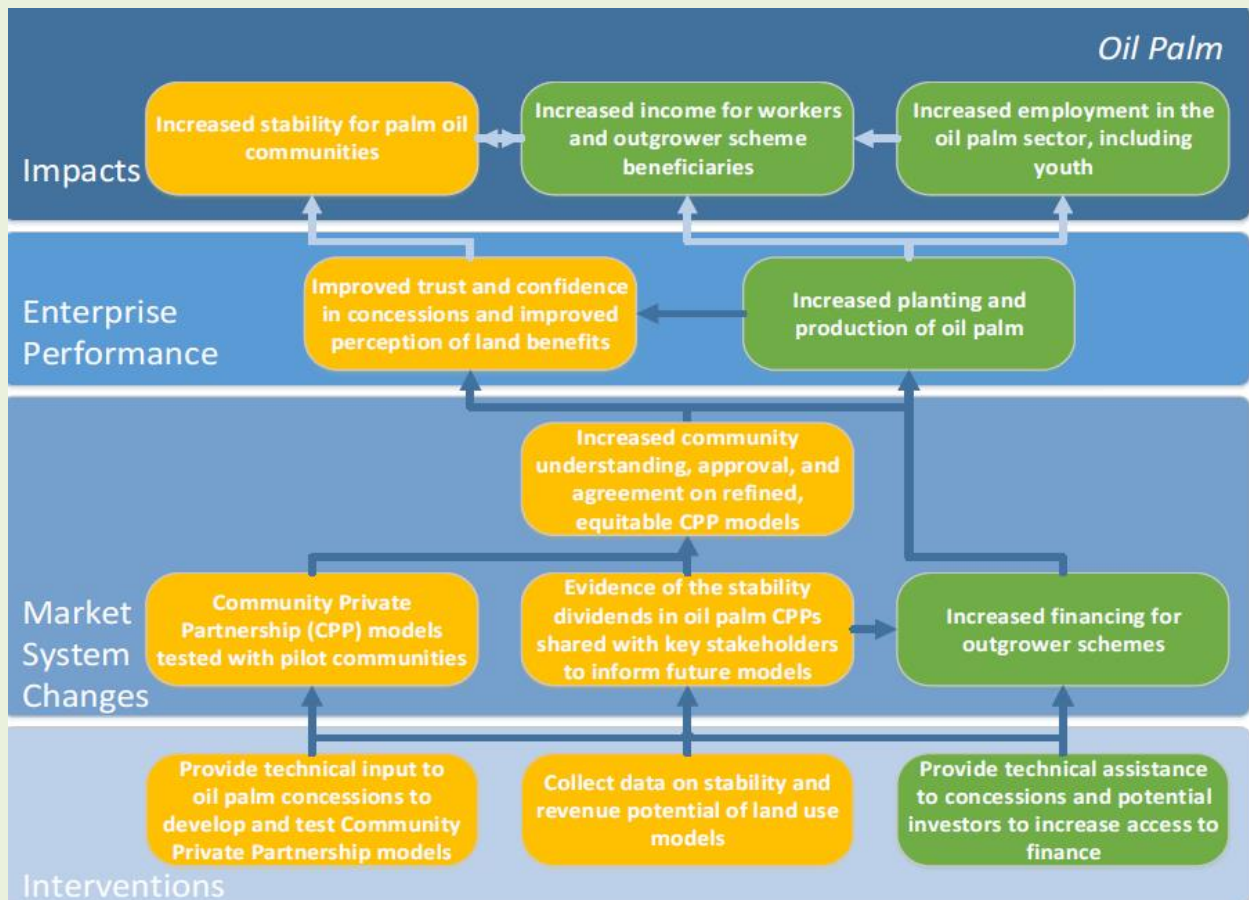 Oil Palm
Impacts
Increased stability for palm oil
communities
Increased income for workers
and outgrower scheme
beneficiaries
Increased employment in the
oil palm sector, including
youth
Enterprise
Performance
Improved trust and confidence
in concessions and improved
perception of land benefits
Increased planting and
production of oil palm
Market
System
Changes
Increased community
understanding, approval, and
agreement on refined,
equitable CPP models
Community Private
Partnership (CPP) models
tested with pilot communities
Evidence of the stability
dividends in oil palm CPPs
shared with key stakeholders
to inform future models
Increased financing for
outgrower schemes
Interventions
Provide technical input to
oil palm concessions to
develop and test Community
Private Partnership models
Collect data on stability and
revenue potential of land use
models
Provide technical assistance
to concessions and potential
investors to increase access to
finance